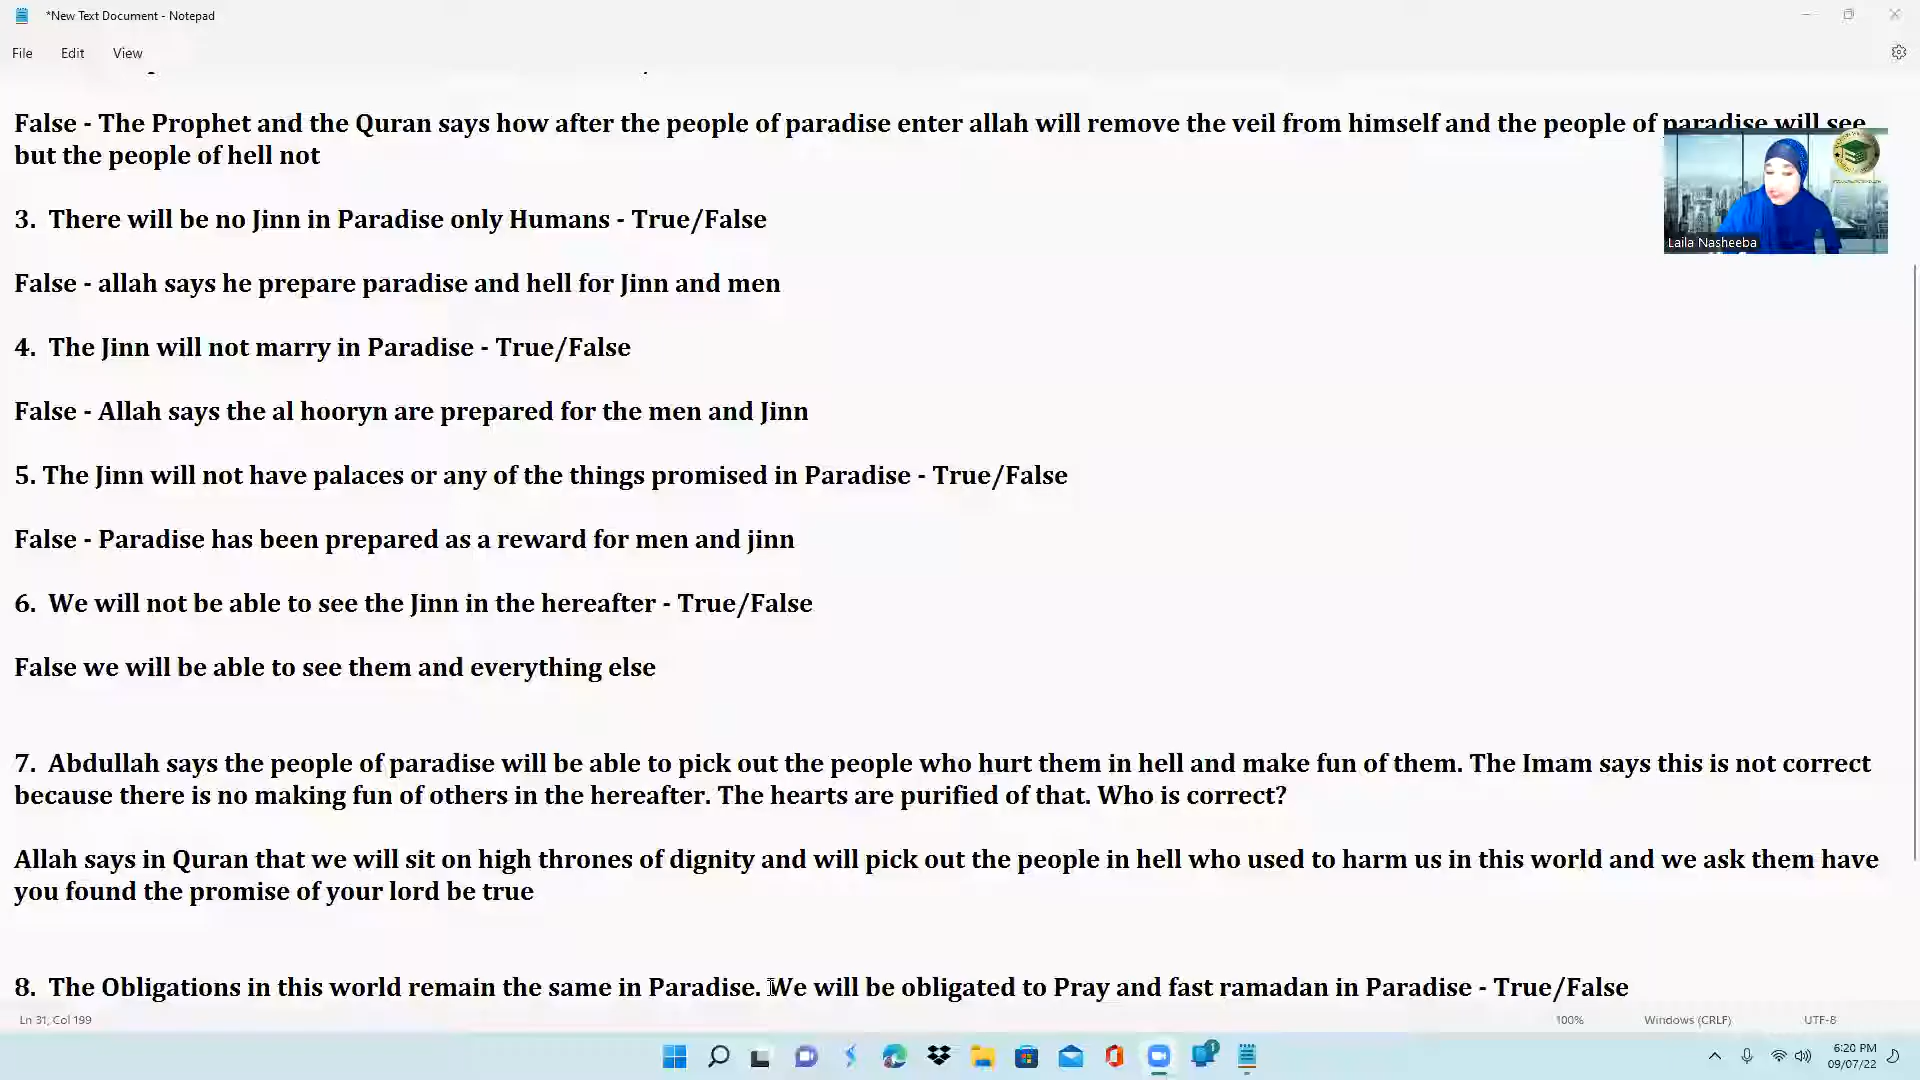 *New Text Document - Notepad
File Edit View
False - The Prophet and the Quran says how after the people of paradise enter allah will remove the veil from himself and the people of paradise will see
but the people of hell not
3.  There will be no Jinn in Paradise only Humans - True/False
False - allah says he prepare paradise and hell for Jinn and men
4.  The Jinn will not marry in Paradise - True/False
False - Allah says the al hooryn are prepared for the men and Jinn
5. The Jinn will not have palaces or any of the things promised in Paradise - True/False
False - Paradise has been prepared as a reward for men and jinn
6.  We will not be able to see the Jinn in the hereafter - True/False
False we will be able to see them and everything else
7.  Abdullah says the people of paradise will be able to pick out the people who hurt them in hell and make fun of them. The Imam says this is not correct
because there is no making fun of others in the hereafter. The hearts are purified of that. Who is correct?
Allah says in Quran that we will sit on high thrones of dignity and will pick out the people in hell who used to harm us in this world and we ask them have
you found the promise of your lord be true
8.  The Obligations in this world remain the same in Paradise. We will be obligated to Pray and fast ramadan in Paradise - True/False
Laila Nasheeba
Ln 31, Col 199
100%
Windows (CRLF)
UTF-8
1
6:20 PM
09/07/22